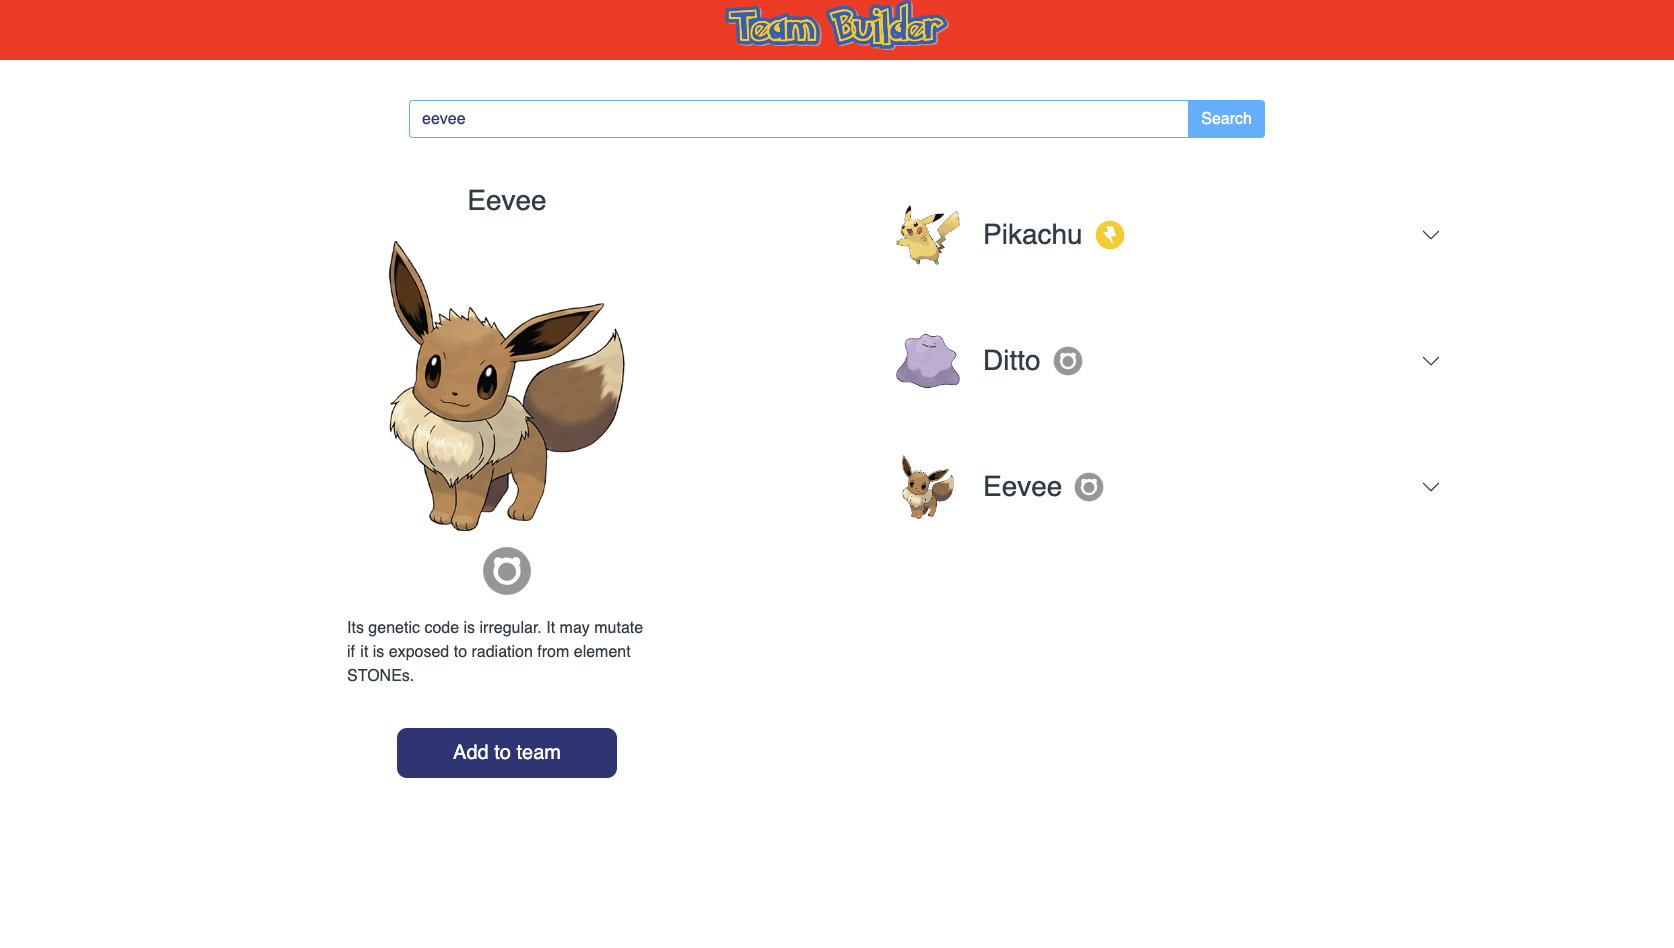 Team Builder
eevee
Search
Eevee
Its genetic code is irregular. It may mutate
if it is exposed to radiation from element
STONEs.
Add to team
Pikachu
Ditto
Eevee